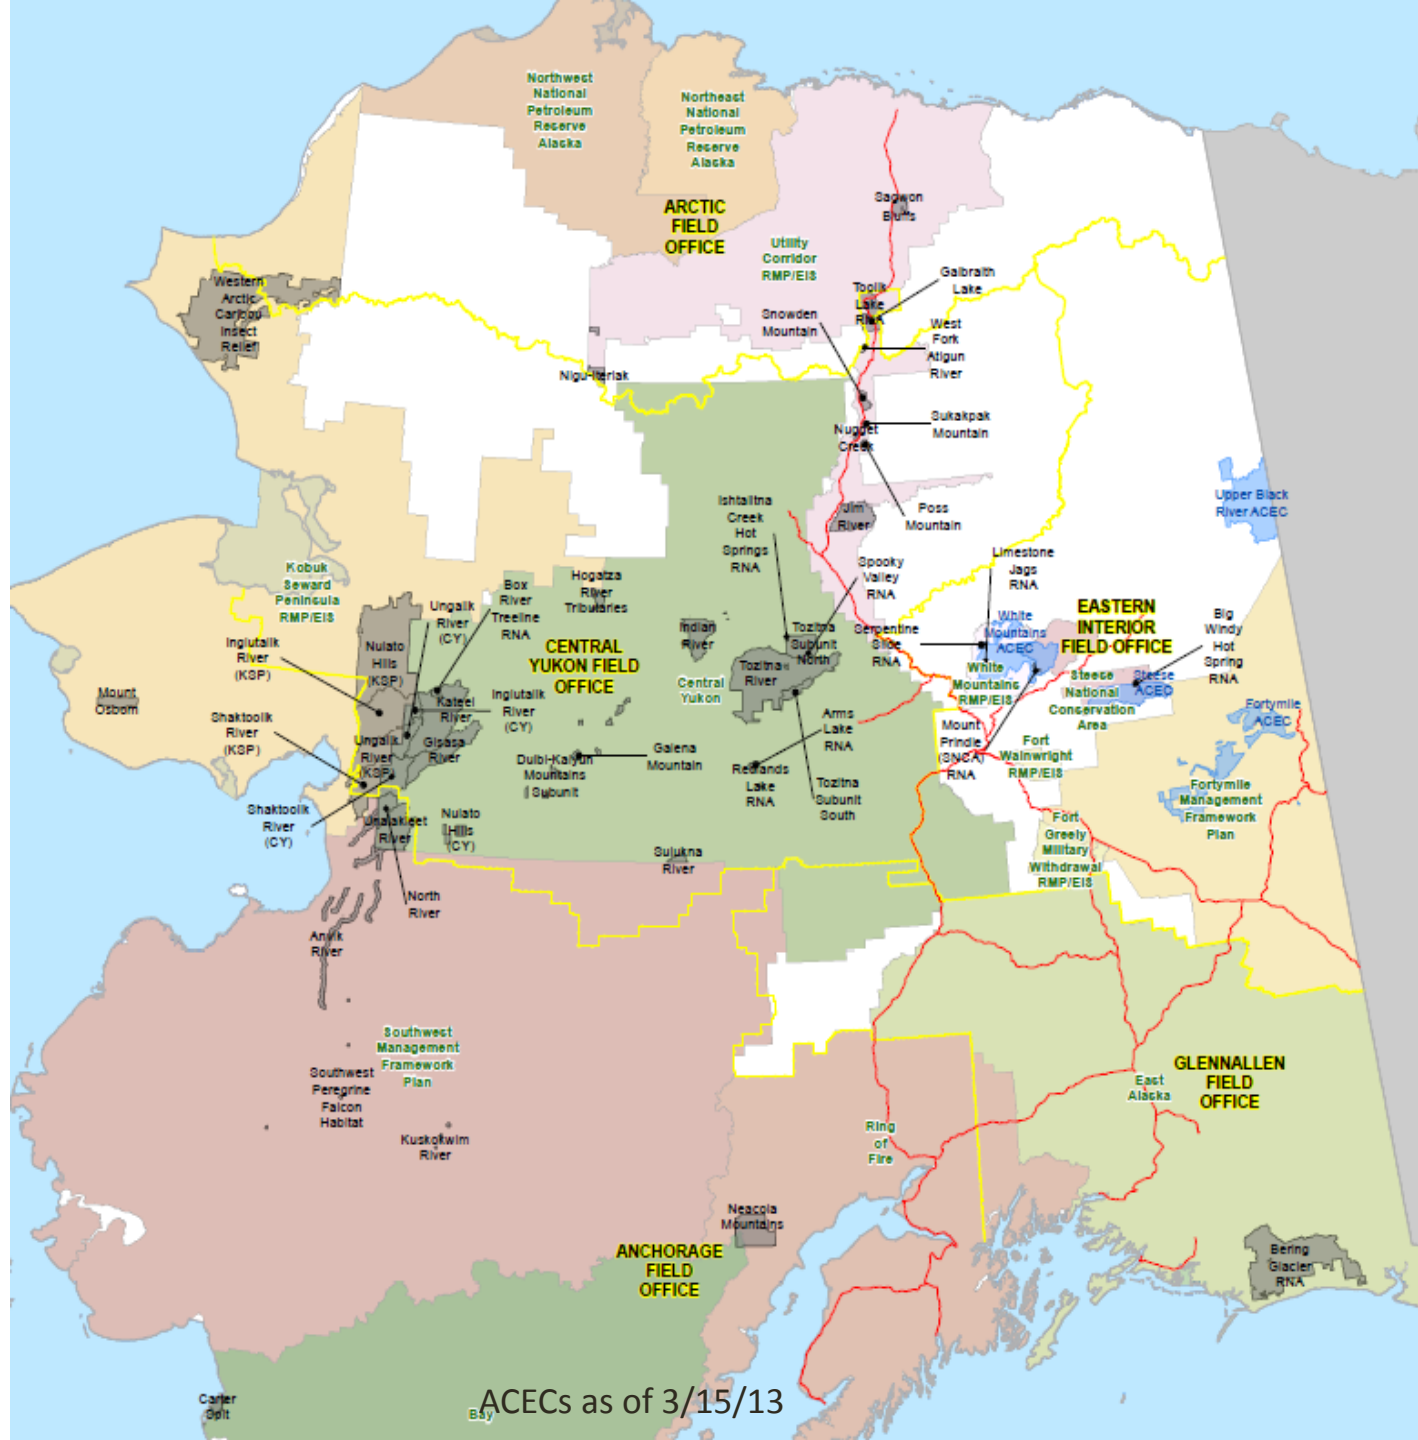 Northwest
National
Petroleum
Reserve
Alaska
Northeast
National
Petroleum
Reserve
Alaska
ARCTIC
FIELD
OFFICE
Sagwon
Bluffs
Utility
Corridor
RMP/EIS
Western
Arctic
Caribou
Insect
Relief
Toolik
Lake
RNA
Galbraith
Lake
Snowden
Mountain
West
Fork
Atigun
River
Nigu-Iteriak
Sukakpak
Mountain
Nugget
Creek
Poss
Mountain
Jim
River
Upper Black
River ACEC
Ishtalitna
Creek
Hot
Springs
RNA
Spooky
Valley
RNA
Limestone
Jags
RNA
Kobuk
Seward
Peninsula
RMP/EIS
Hogatza
River
Tributaries
Box
River
Treeline
RNA
Ungalik
River
(CY)
Inglutalik
River
(KSP)
Nulato
Hills
(KSP)
CENTRAL
YUKON FIELD
OFFICE
Indian
River
Tozitna
Subunit
North
Serpentine
Slide
RNA
White
Mountains
ACEC
EASTERN
INTERIOR
FIELD OFFICE
Big
Windy
Hot
Spring
RNA
Tozitna
River
Central
Yukon
White
Mountains
RMP/EIS
Steese
National
Conservation
Area
Steese
ACEC
Mount
Osborn
Kateel
River
Inglutalik
River
(CY)
Shaktoolik
River
(KSP)
Ungalik
River
(KSP)
Gisasa
River
Arms
Lake
RNA
Mount
Prindle
(SNCA)
RNA
Fortymile
ACEC
Fort
Wainwright
RMP/EIS
Dulbi-Kaiyuh
Mountains
Subunit
Galena
Mountain
Redlands
Lake
RNA
Tozitna
Subunit
South
Fortymile
Management
Framework
Plan
Shaktoolik
River
(CY)
Unalakleet
River
Nulato
Hills
(CY)
Fort
Greely
Military
Withdrawal
RMP/EIS
Sulukna
River
North
River
Anvik
River
Southwest
Management
Framework
Plan
Southwest
Peregrine
Falcon
Habitat
Kuskokwim
River
GLENNALLEN
FIELD
OFFICE
East
Alaska
Ring
of
Fire
Neacola
Mountains
ANCHORAGE
FIELD
OFFICE
Bering
Glacier
RNA
Carter
Spit
Bay
ACECs as of 3/15/13